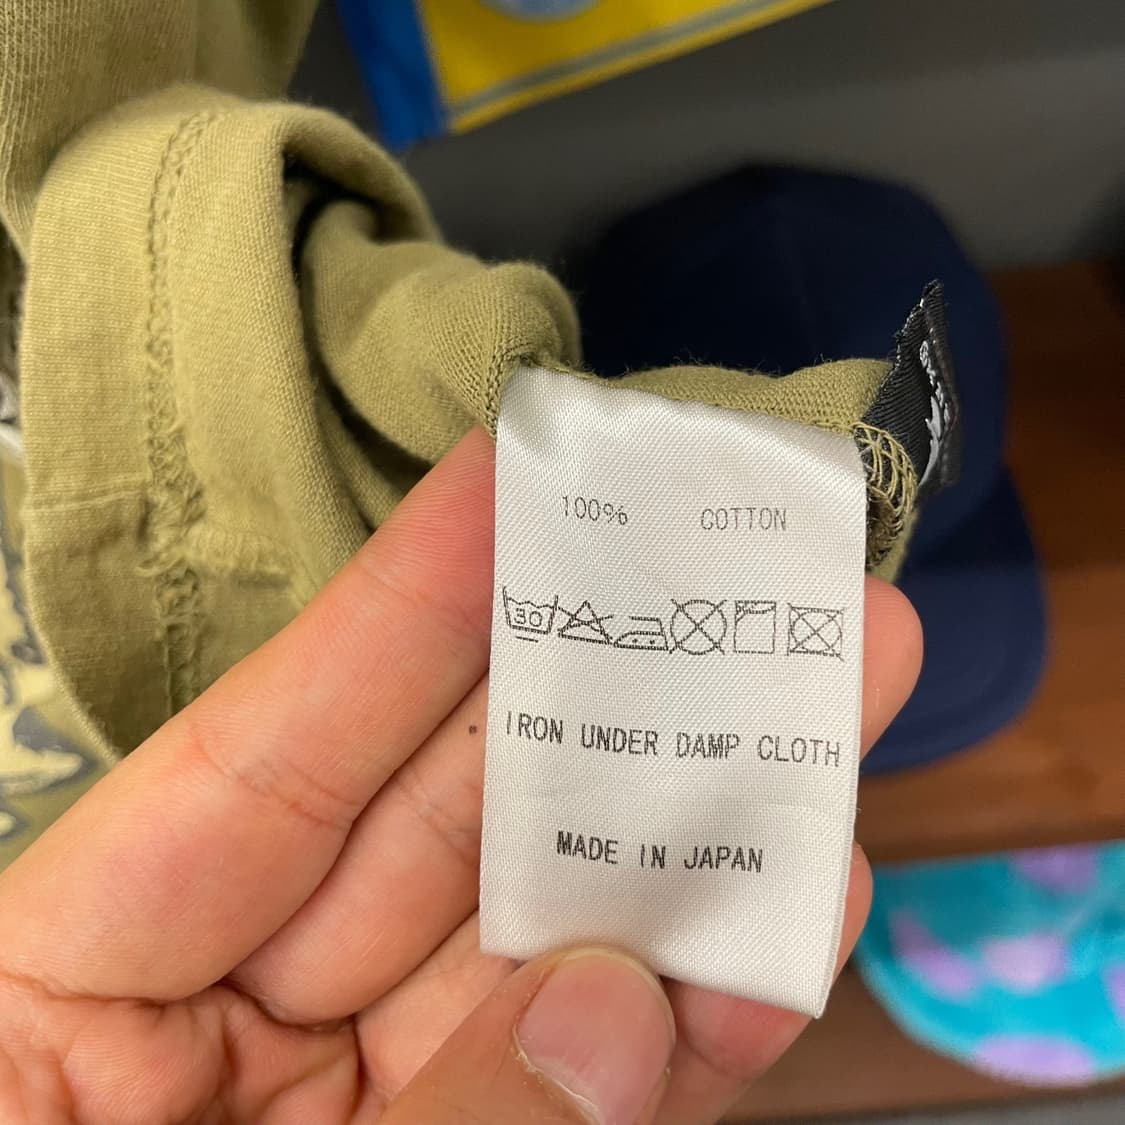 100% COTTON
30
IRON UNDER DAMP CLOTH
MADE IN JAPAN